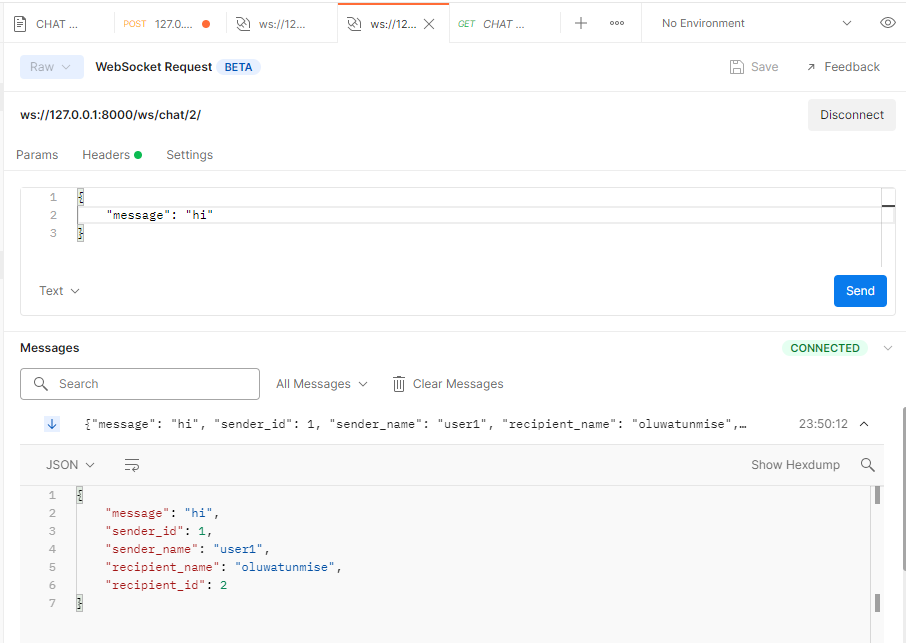 CHAT ... POST 127.0.... ws://12... ws://12... GET CHAT ... No Environment
Raw WebSocket Request BETA Save Feedback
ws://127.0.0.1:8000/ws/chat/2/ Disconnect
Params Headers Settings
1 {
2 "message": "hi"
3 }
Text Send
Messages CONNECTED
Search All Messages Clear Messages
{"message": "hi", "sender_id": 1, "sender_name": "user1", "recipient_name": "oluwatunmise",… 23:50:12
JSON Show Hexdump
1 {
2 "message": "hi",
3 "sender_id": 1,
4 "sender_name": "user1",
5 "recipient_name": "oluwatunmise",
6 "recipient_id": 2
7 }